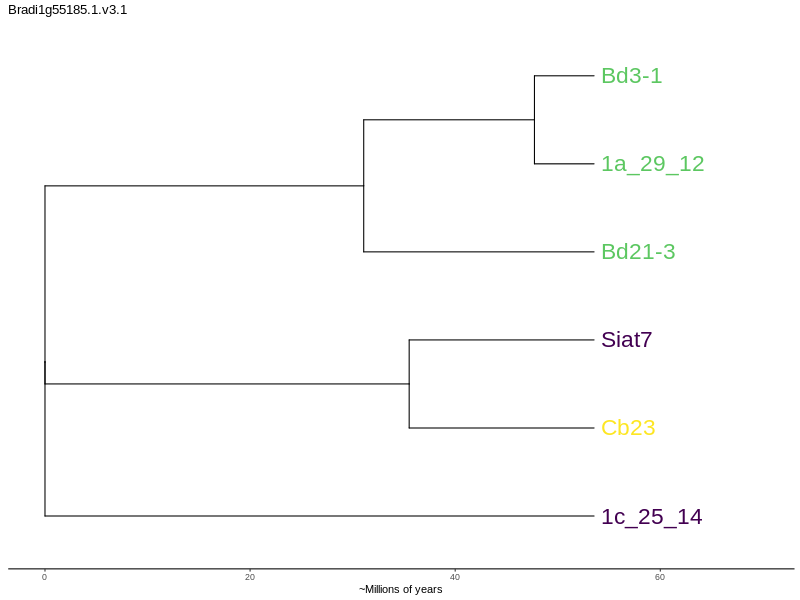 Bradi1g55185.1.v3.1
Bd3-1
1a_29_12
Bd21-3
Siat7
Cb23
1c_25_14
0 20 40 60
~Millions of years